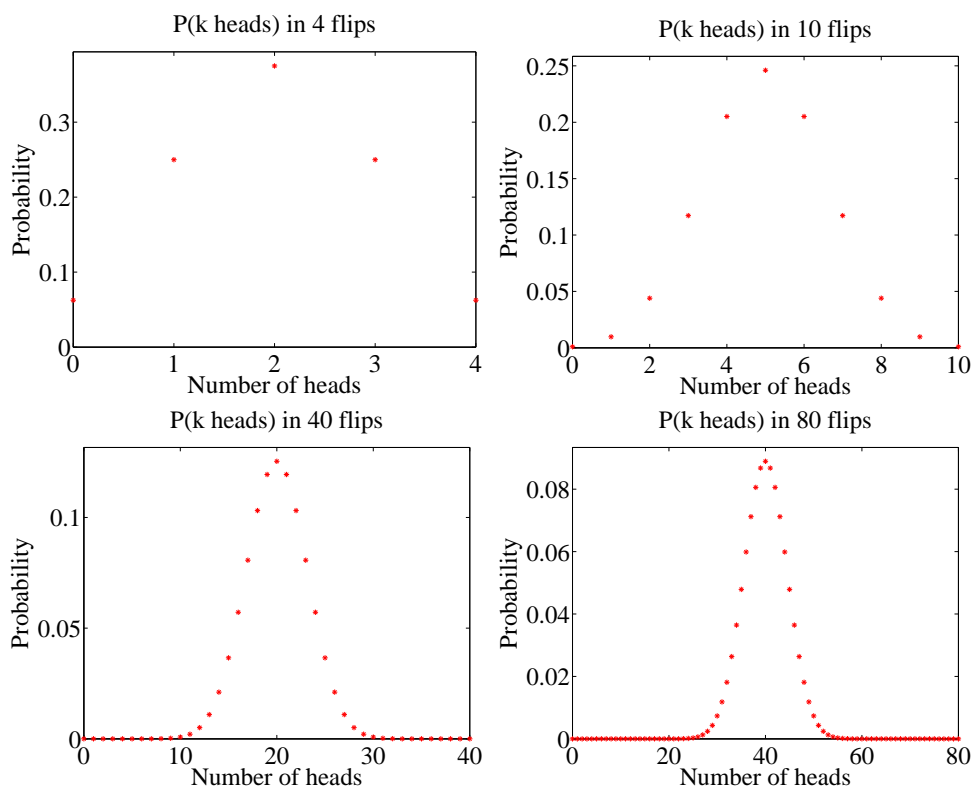 P(k heads) in 4 flips
Probability
0.3
0.2
0.1
0
0 1 2 3 4
Number of heads
P(k heads) in 10 flips
Probability
0.25
0.2
0.15
0.1
0.05
0
0 2 4 6 8 10
Number of heads
P(k heads) in 40 flips
Probability
0.1
0.05
0
0 10 20 30 40
Number of heads
P(k heads) in 80 flips
Probability
0.08
0.06
0.04
0.02
0
0 20 40 60 80
Number of heads